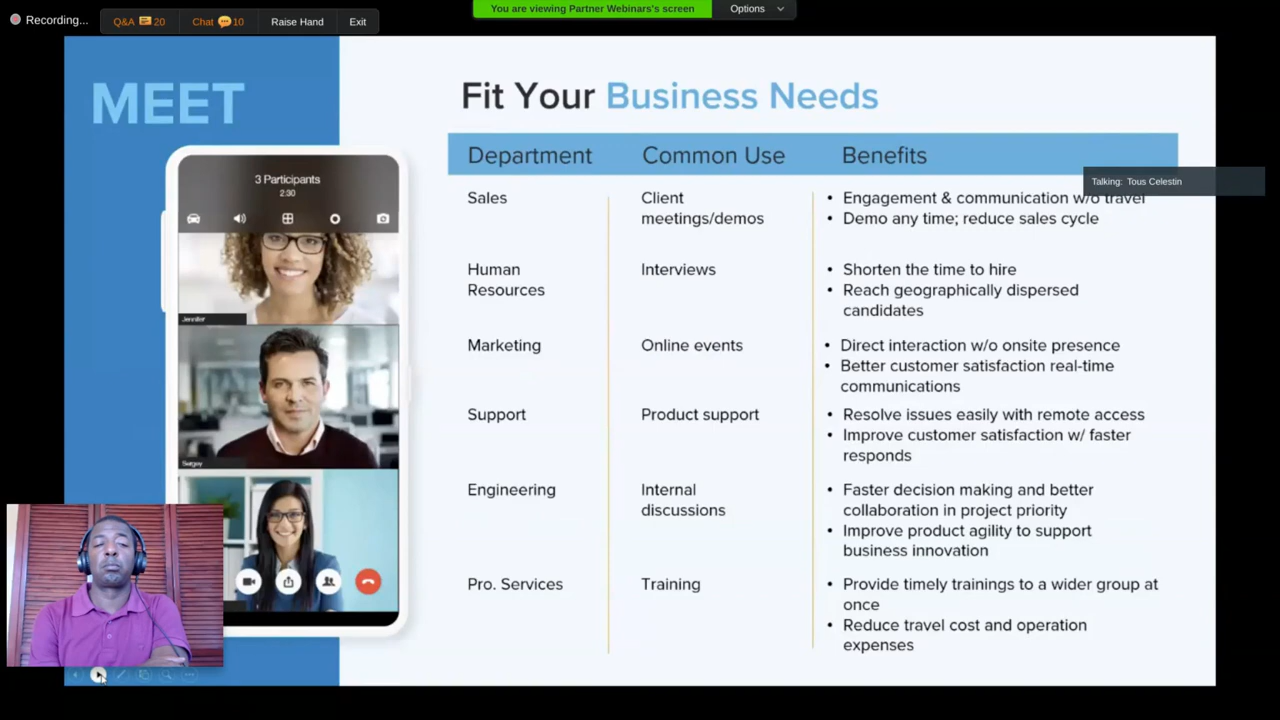 Recording...
Q&A 20
Chat 10
Raise Hand
Exit
You are viewing Partner Webinars's screen
Options
MEET
Fit Your Business Needs
Department Common Use Benefits
Talking: Tous Celestin
3 Participants
2:30
Jennifer
Sergey
Sales
Client
meetings/demos
• Engagement & communication w/o travel
• Demo any time; reduce sales cycle
Human
Resources
Interviews
• Shorten the time to hire
• Reach geographically dispersed
candidates
Marketing
Online events
• Direct interaction w/o onsite presence
• Better customer satisfaction real-time
communications
Support
Product support
• Resolve issues easily with remote access
• Improve customer satisfaction w/ faster
responds
Engineering
Internal
discussions
• Faster decision making and better
collaboration in project priority
• Improve product agility to support
business innovation
Pro. Services
Training
• Provide timely trainings to a wider group at
once
• Reduce travel cost and operation
expenses